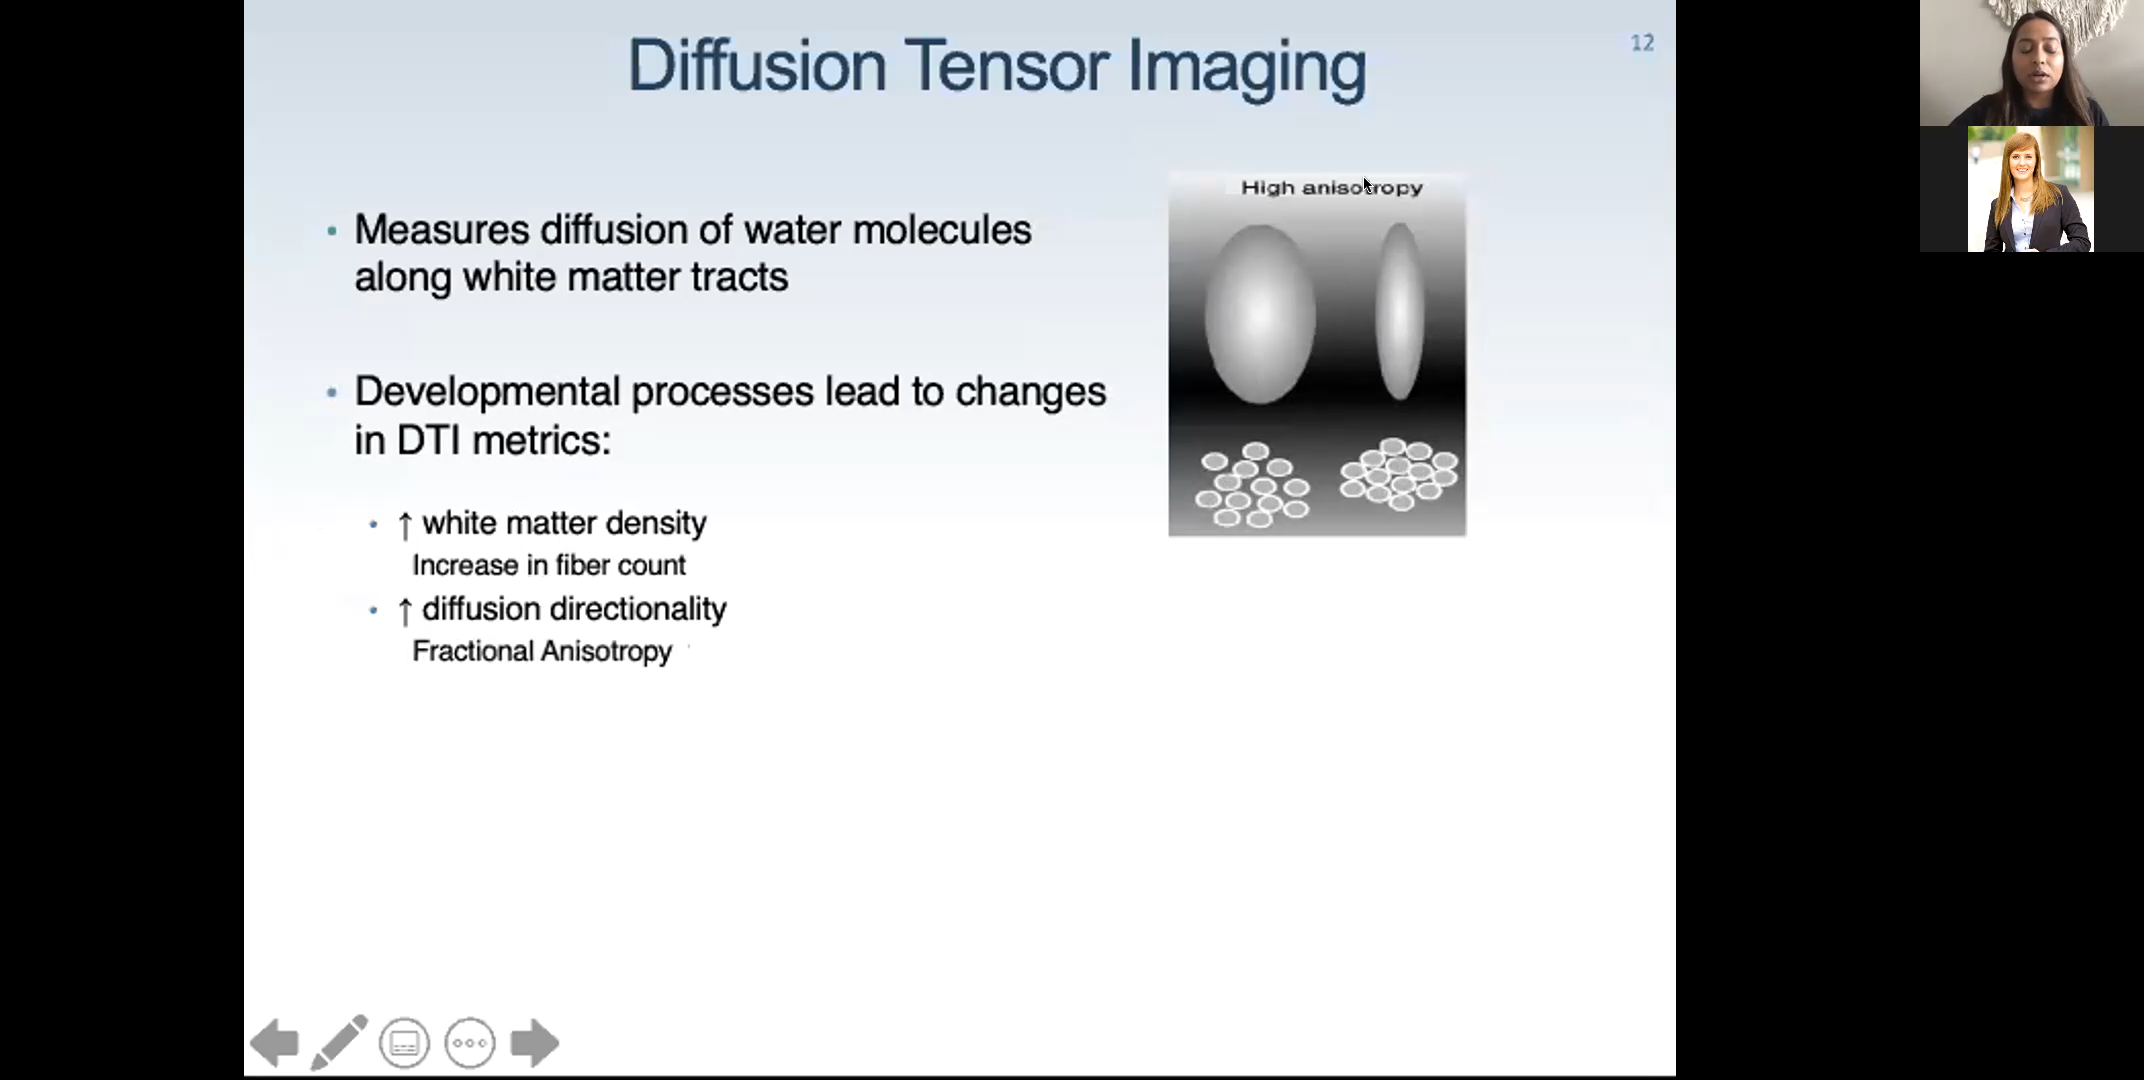 Diffusion Tensor Imaging
12
• Measures diffusion of water molecules
along white matter tracts
• Developmental processes lead to changes
in DTI metrics:
• ↑ white matter density
Increase in fiber count
• ↑ diffusion directionality
Fractional Anisotropy
High anisotropy